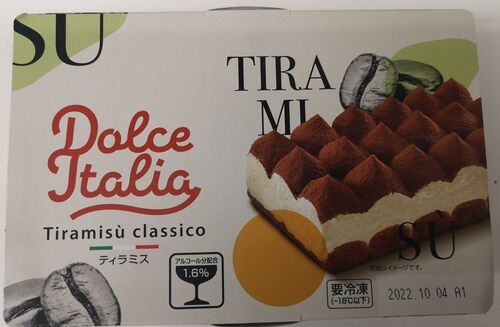 SÙ
TIRA
MI
Dolce
Italia
Tiramisù classico
ティラミス
アルコール分配合
1.6%
SÙ
写真はイメージです。
要冷凍
(-18℃以下)
2022.10.04 A1